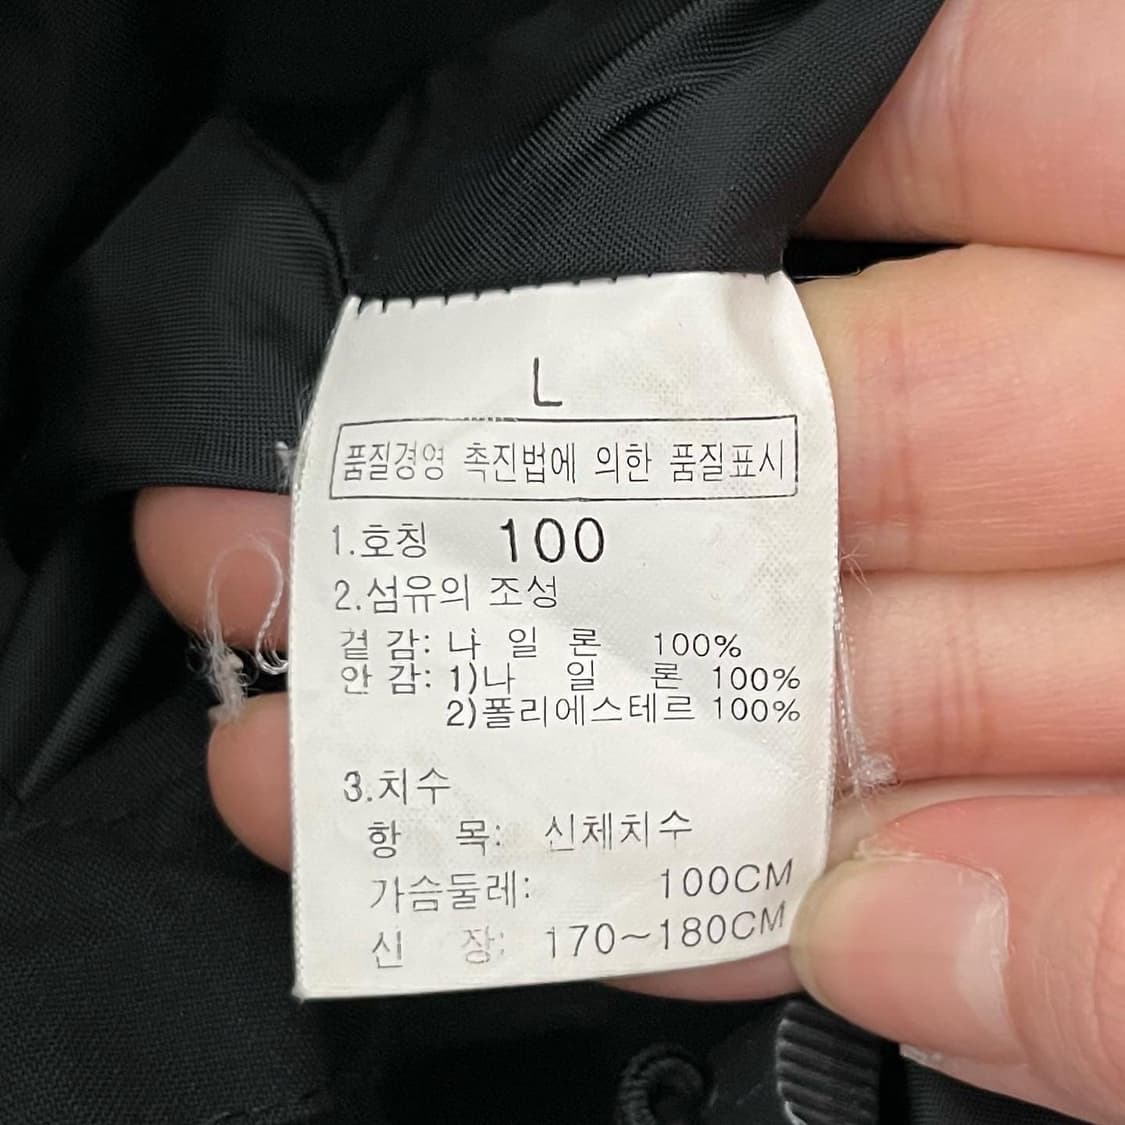 L
품질경영 촉진법에 의한 품질표시
1.호칭 100
2.섬유의 조성
겉 감: 나 일 론 100%
안 감: 1)나 일 론 100%
2)폴리에스테르 100%
3.치수
항 목: 신체치수
가슴둘레: 100CM
신 장: 170~180CM